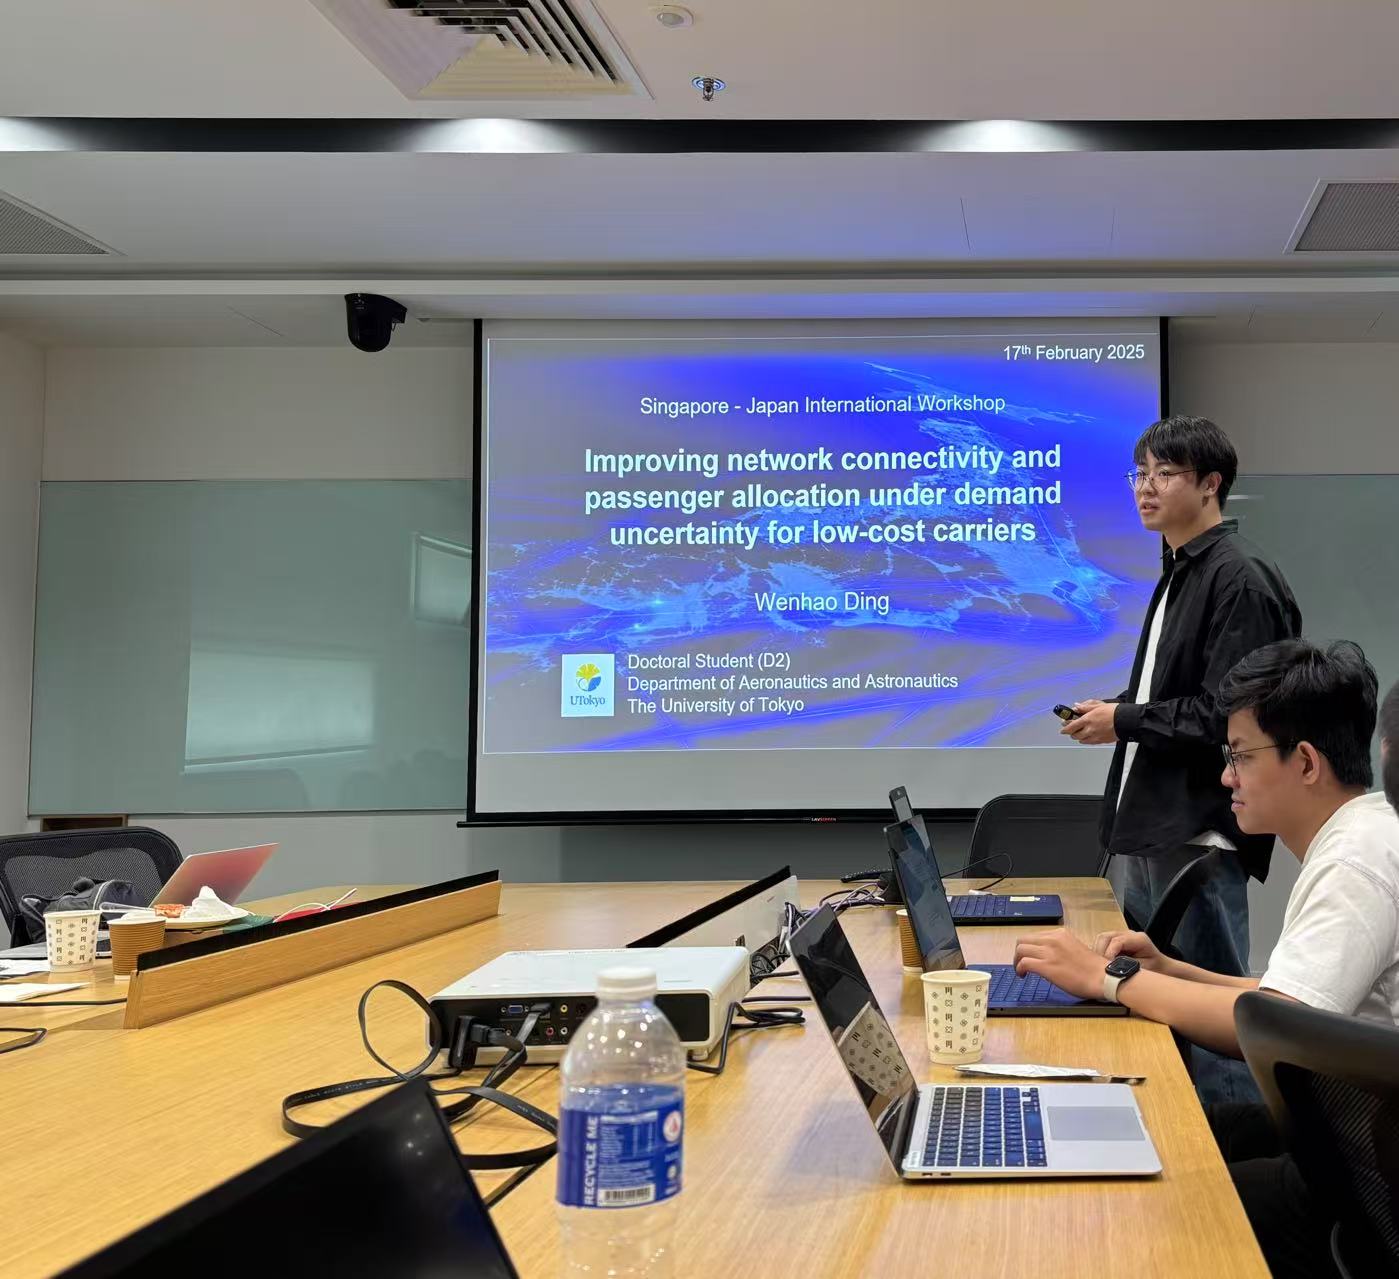 17th February 2025
Singapore - Japan International Workshop
Improving network connectivity and
passenger allocation under demand
uncertainty for low-cost carriers
Wenhao Ding
UTokyo
Doctoral Student (D2)
Department of Aeronautics and Astronautics
The University of Tokyo
RECYCLE ME